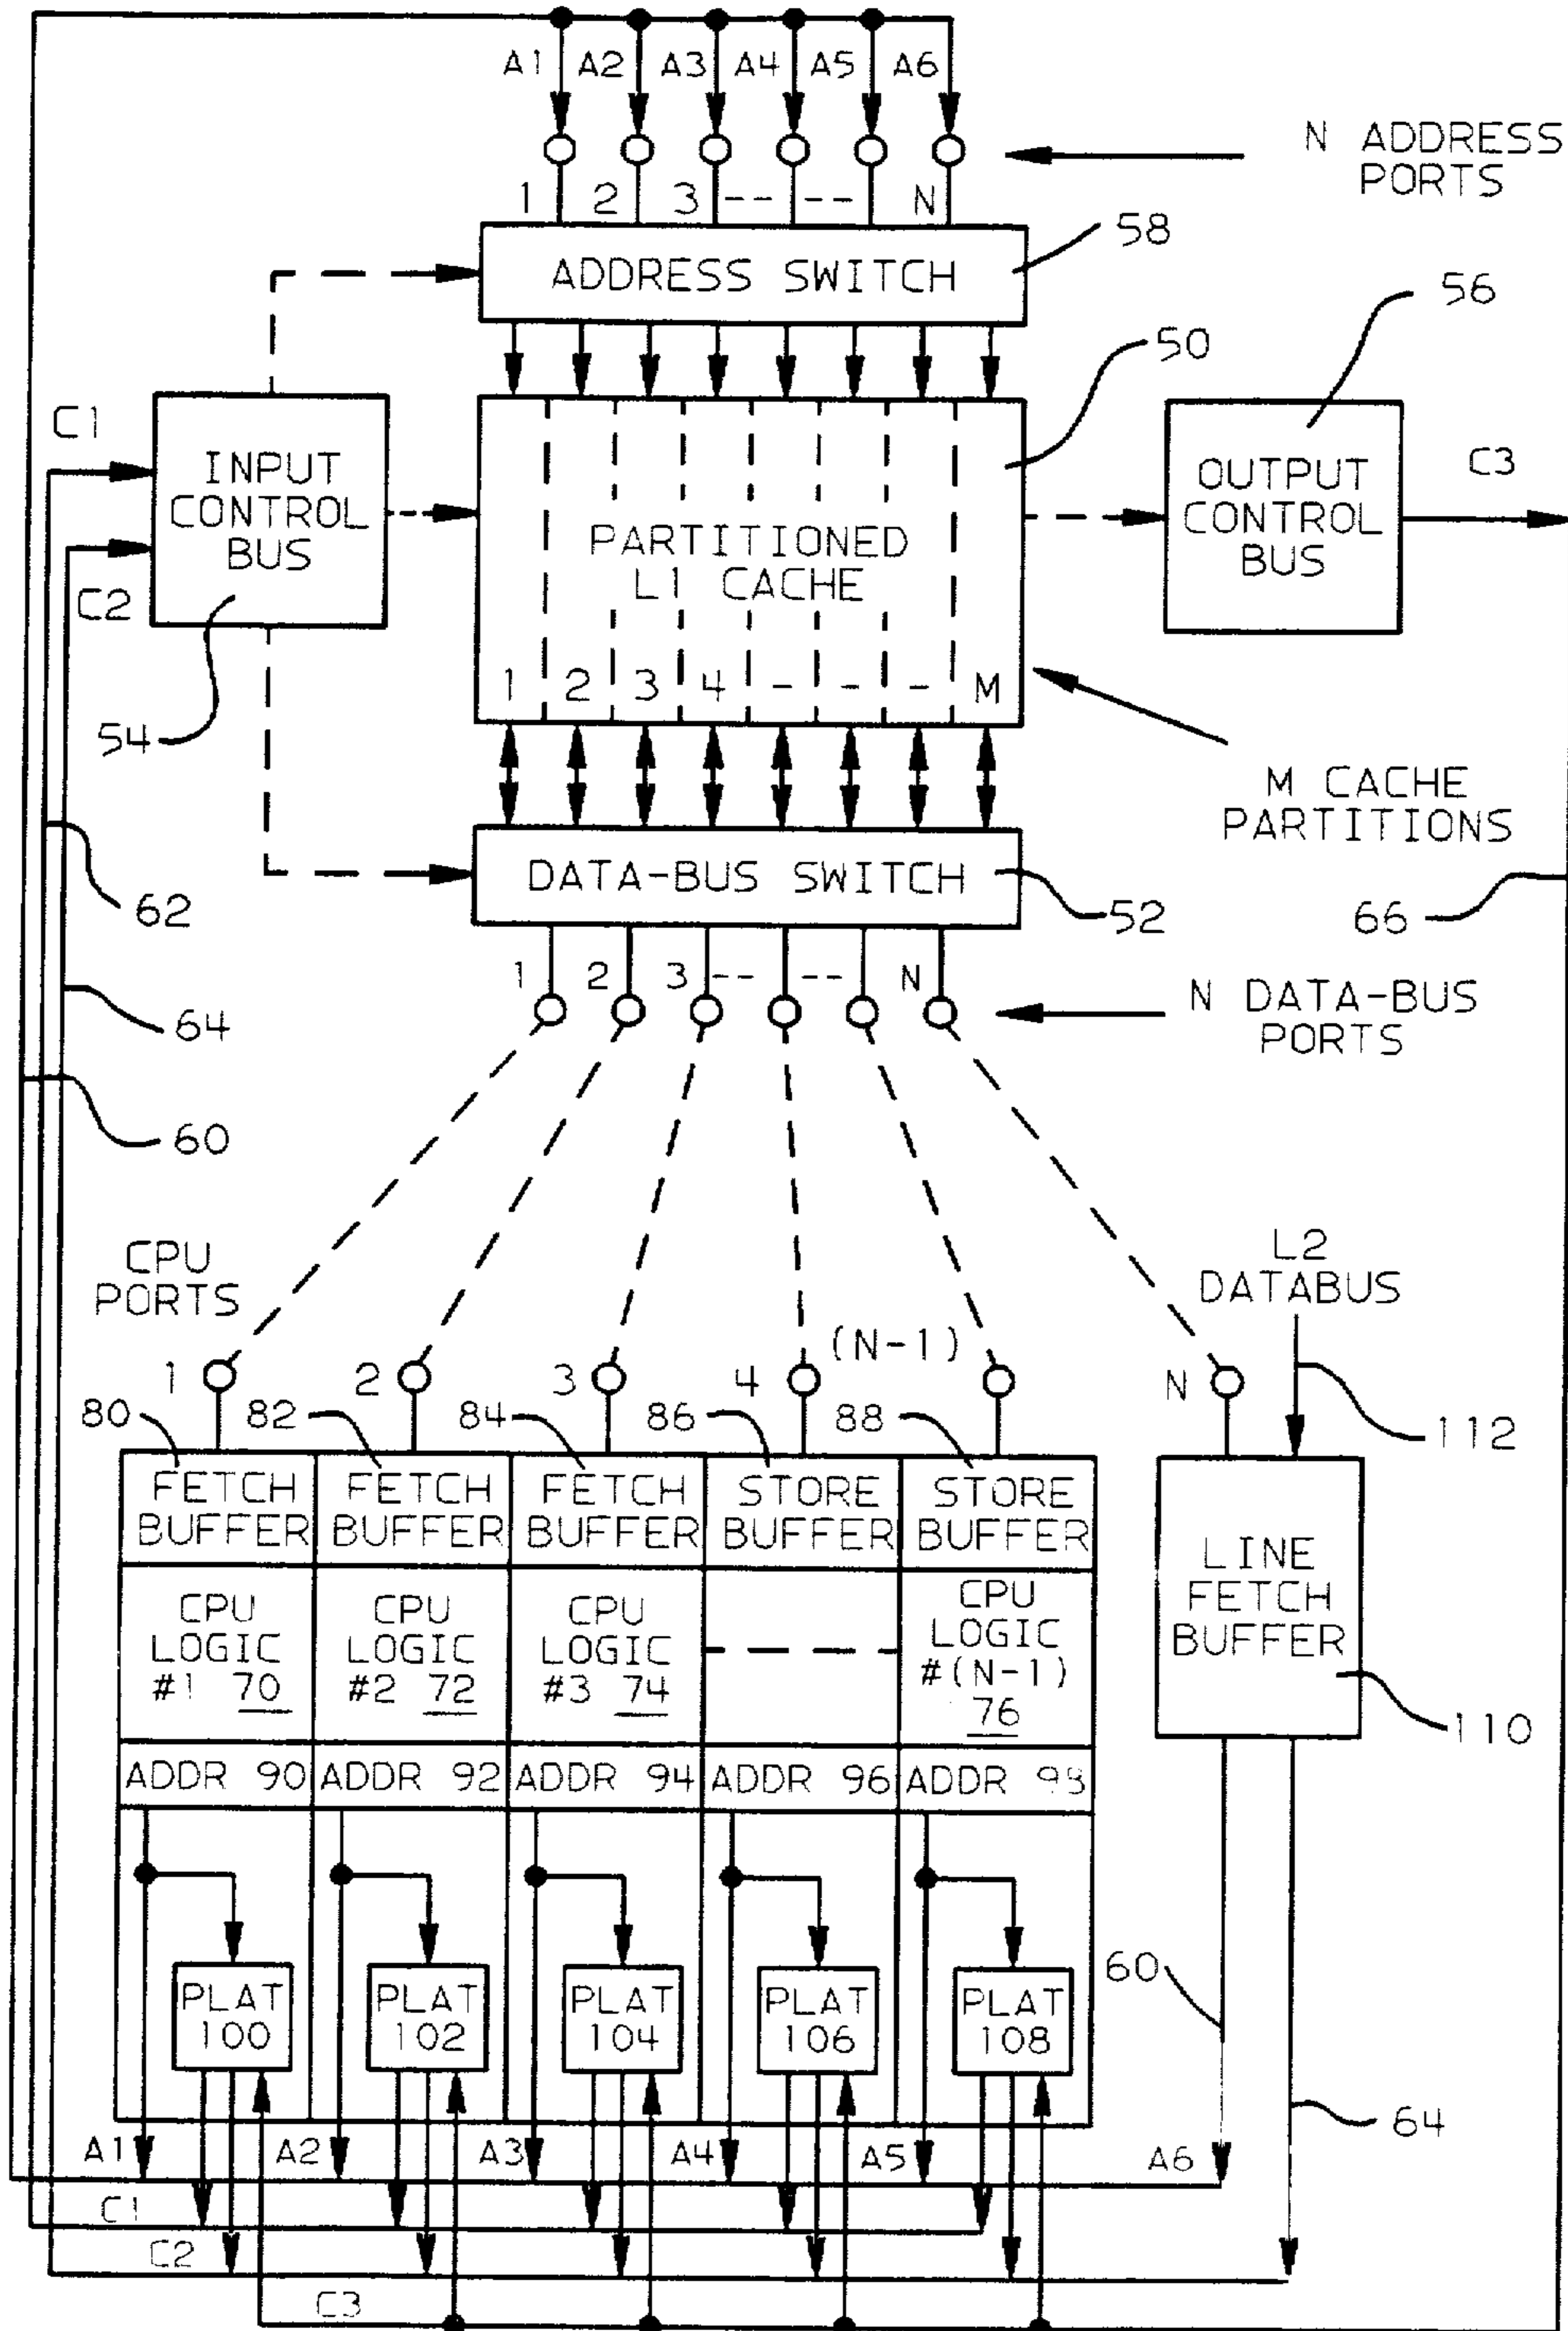 A1 A2 A3 A4 A5 A6
N ADDRESS
PORTS
1 2 3 -- -- N
58
ADDRESS SWITCH
56
50
C1
INPUT
CONTROL
BUS
C2
PARTITIONED
L1 CACHE
OUTPUT
CONTROL
BUS
C3
1 2 3 4 - - - M
54
M CACHE
PARTITIONS
DATA-BUS SWITCH
62
52
66
1 2 3 -- -- N
N DATA-BUS
PORTS
64
60
CPU
PORTS
L2
DATABUS
1 2 3 4 (N-1) N
80 82 84 86 88
112
FETCH
BUFFER
FETCH
BUFFER
FETCH
BUFFER
STORE
BUFFER
STORE
BUFFER
LINE
FETCH
BUFFER
CPU
LOGIC
#1 70
CPU
LOGIC
#2 72
CPU
LOGIC
#3 74
CPU
LOGIC
#(N-1)
76
110
ADDR 90 ADDR 92 ADDR 94 ADDR 96 ADDR
PLAT
100
PLAT
102
PLAT
104
PLAT
106
PLAT
108
60
64
A1 A2 A3 A4 A5 A6
C1
C2
C3